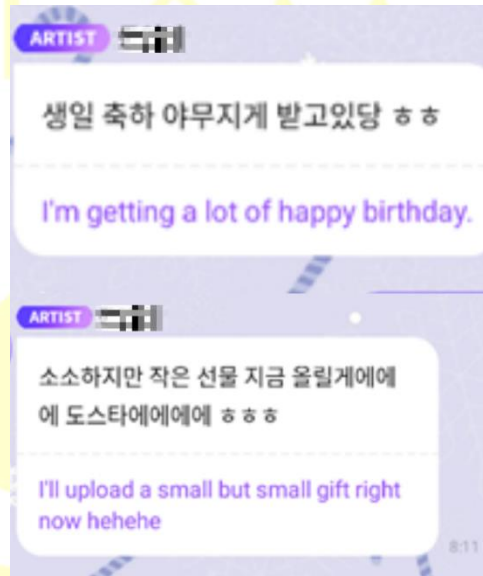 ARTIST
생일 축하 야무지게 받고있당 ㅎㅎ
I'm getting a lot of happy birthday.
ARTIST
소소하지만 작은 선물 지금 올릴게에에
에 도스타에에에에 ㅎㅎㅎ
I'll upload a small but small gift right
now hehehe
8:11